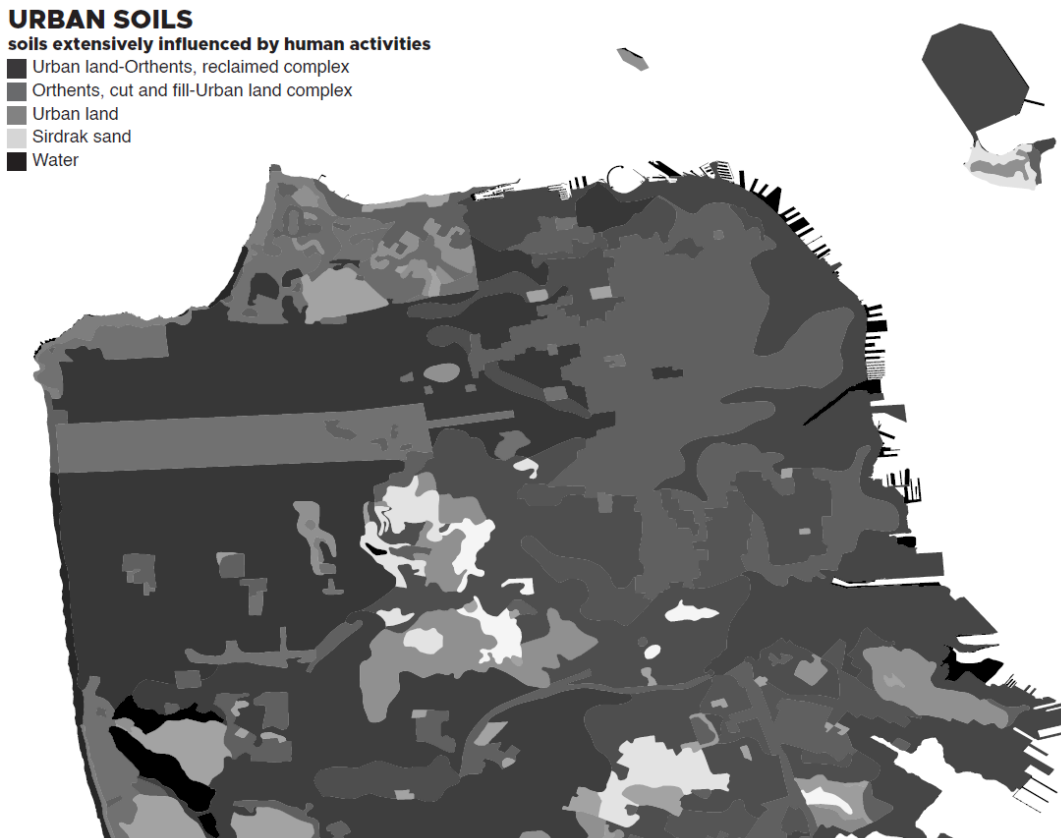 URBAN SOILS
soils extensively influenced by human activities
Urban land-Orthents, reclaimed complex
Orthents, cut and fill-Urban land complex
Urban land
Sirdrak sand
Water